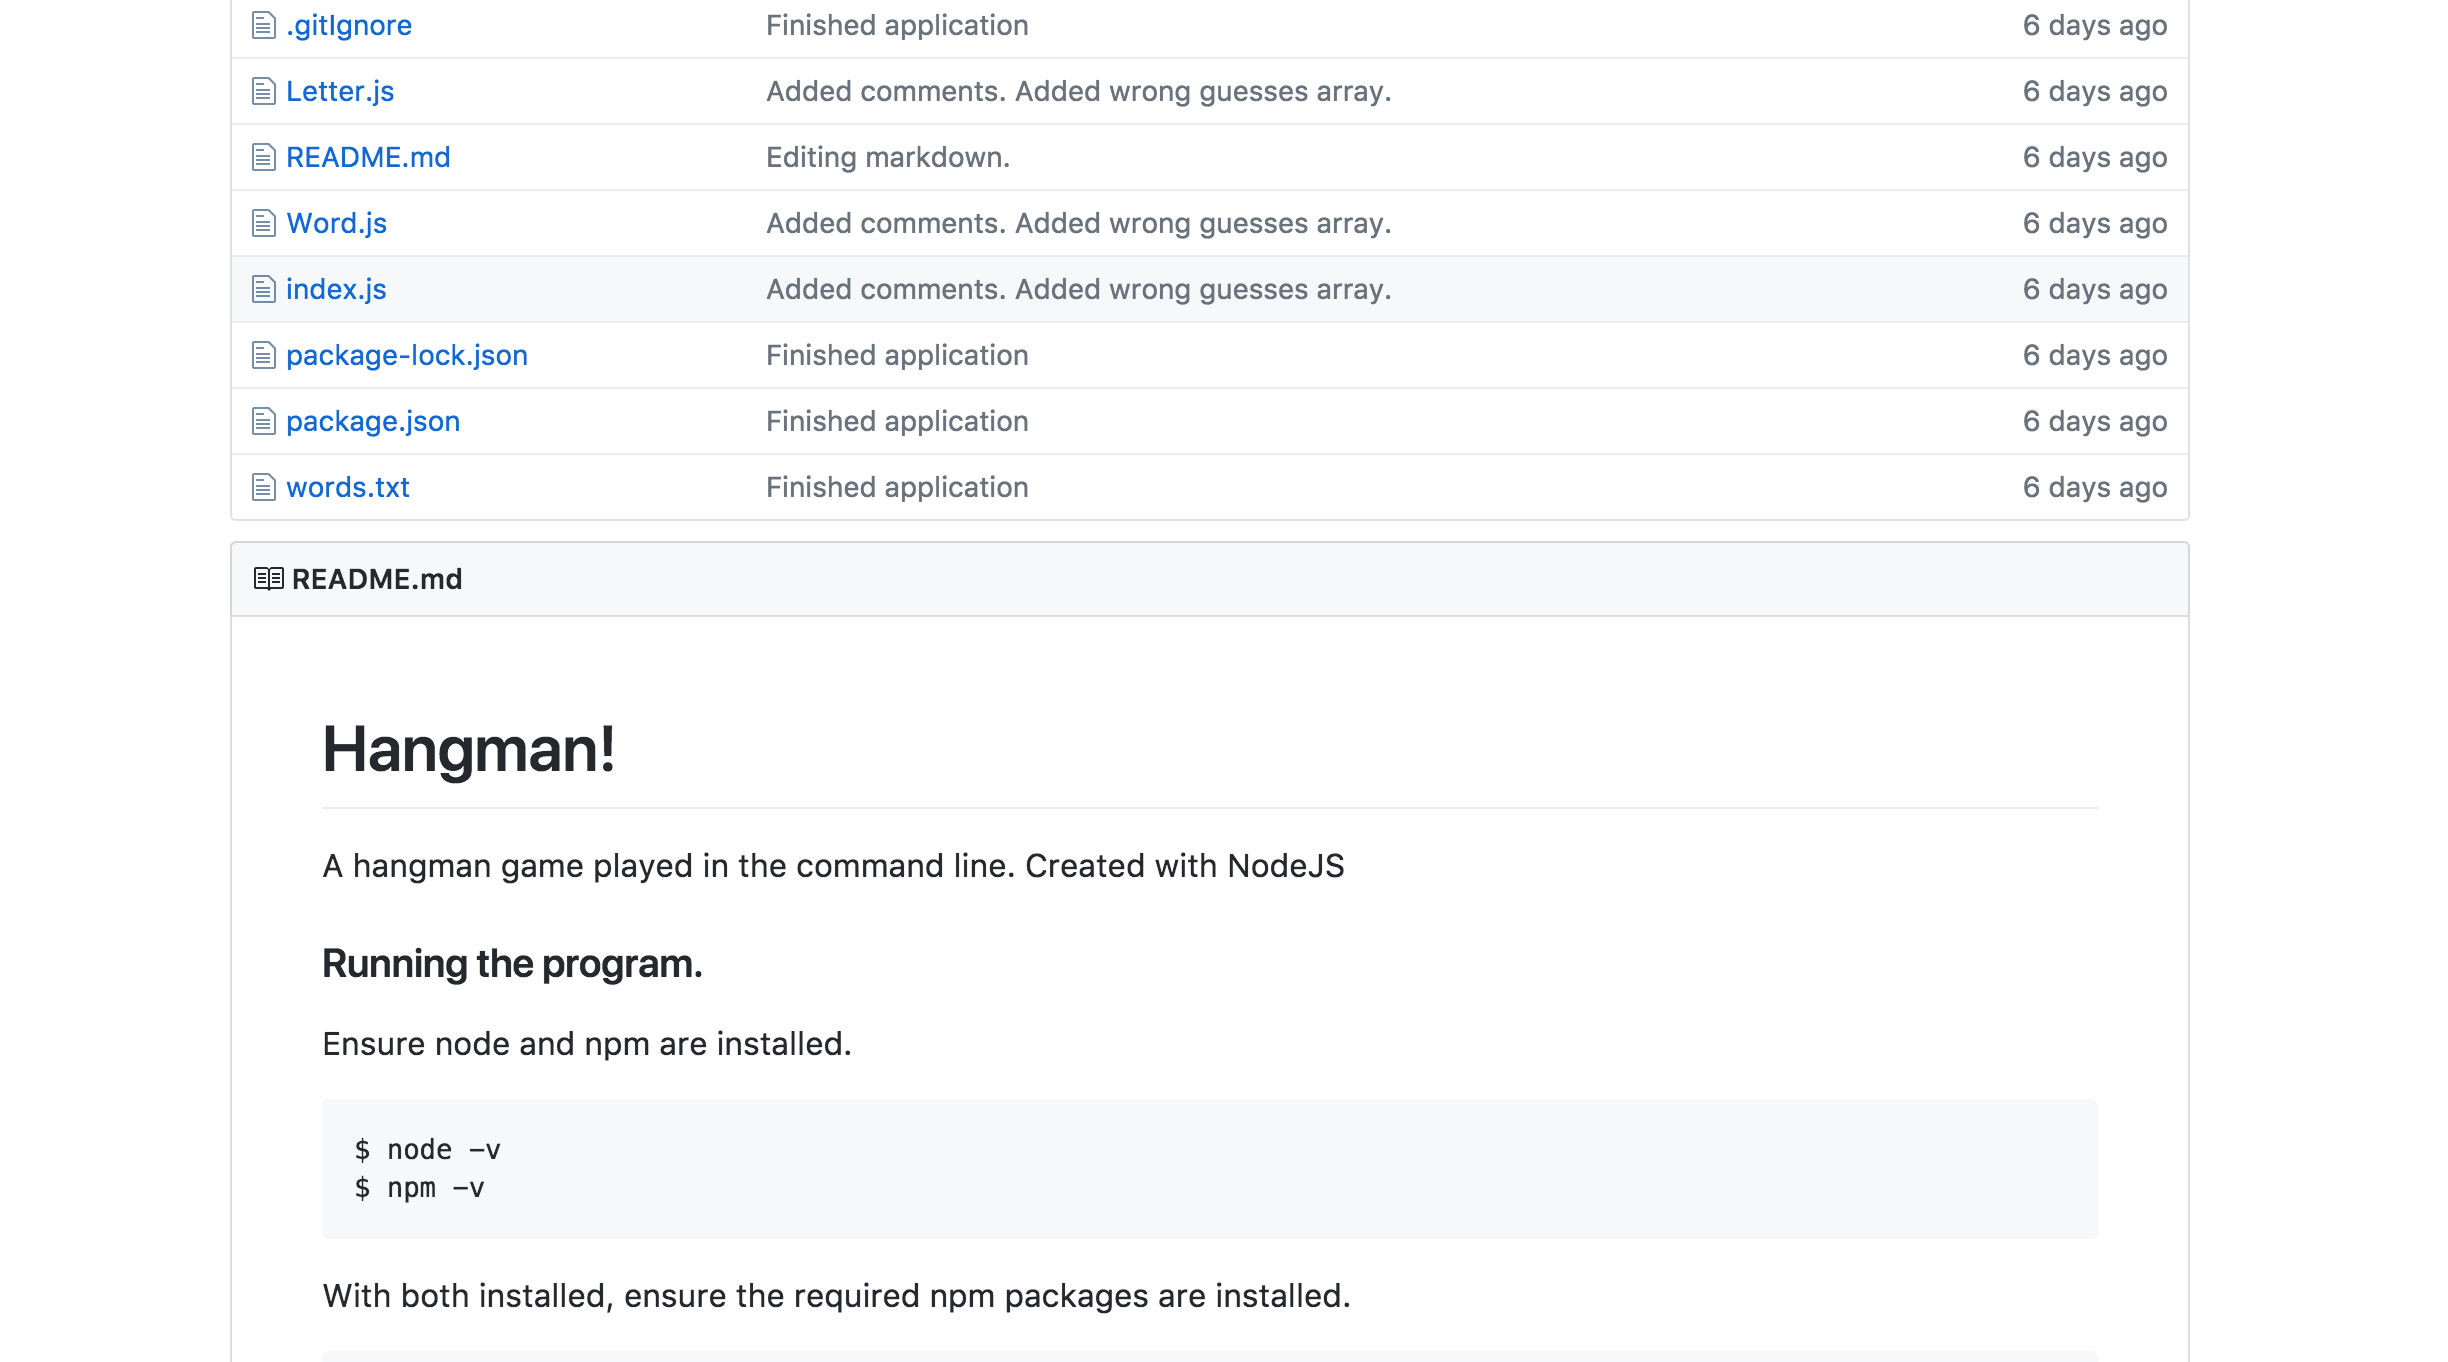 .gitIgnore Finished application 6 days ago
Letter.js Added comments. Added wrong guesses array. 6 days ago
README.md Editing markdown. 6 days ago
Word.js Added comments. Added wrong guesses array. 6 days ago
index.js Added comments. Added wrong guesses array. 6 days ago
package-lock.json Finished application 6 days ago
package.json Finished application 6 days ago
words.txt Finished application 6 days ago
README.md
Hangman!
A hangman game played in the command line. Created with NodeJS
Running the program.
Ensure node and npm are installed.
$ node -v
$ npm -v
With both installed, ensure the required npm packages are installed.